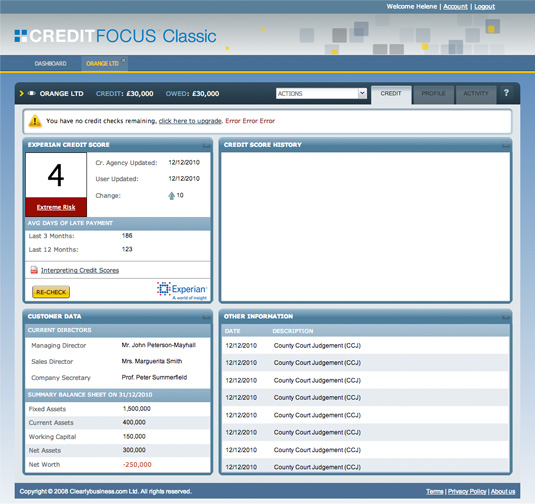 Welcome Helene | Account | Logout
CREDITFOCUS Classic
DASHBOARD ORANGE LTD
ORANGE LTD CREDIT: £30,000 OWED: £30,000 ACTIONS CREDIT PROFILE ACTIVITY ?
You have no credit checks remaining, click here to upgrade. Error Error Error
EXPERIAN CREDIT SCORE
4
Extreme Risk
Cr. Agency Updated: 12/12/2010
User Updated: 12/12/2010
Change: 10
AVG DAYS OF LATE PAYMENT
Last 3 Months: 186
Last 12 Months: 123
Interpreting Credit Scores
RE-CHECK
Experian
A world of insight
CREDIT SCORE HISTORY
CUSTOMER DATA
CURRENT DIRECTORS
Managing Director Mr. John Peterson-Mayhall
Sales Director Mrs. Marguerita Smith
Company Secretary Prof. Peter Summerfield
SUMMARY BALANCE SHEET ON 31/12/2010
Fixed Assets 1,500,000
Current Assets 400,000
Working Capital 150,000
Net Assets 300,000
Net Worth -250,000
OTHER INFORMATION
DATE DESCRIPTION
12/12/2010 County Court Judgement (CCJ)
12/12/2010 County Court Judgement (CCJ)
12/12/2010 County Court Judgement (CCJ)
12/12/2010 County Court Judgement (CCJ)
12/12/2010 County Court Judgement (CCJ)
12/12/2010 County Court Judgement (CCJ)
12/12/2010 County Court Judgement (CCJ)
12/12/2010 County Court Judgement (CCJ)
Copyright © 2008 Clearlybusiness.com Ltd. All rights reserved. Terms | Privacy Policy | About us